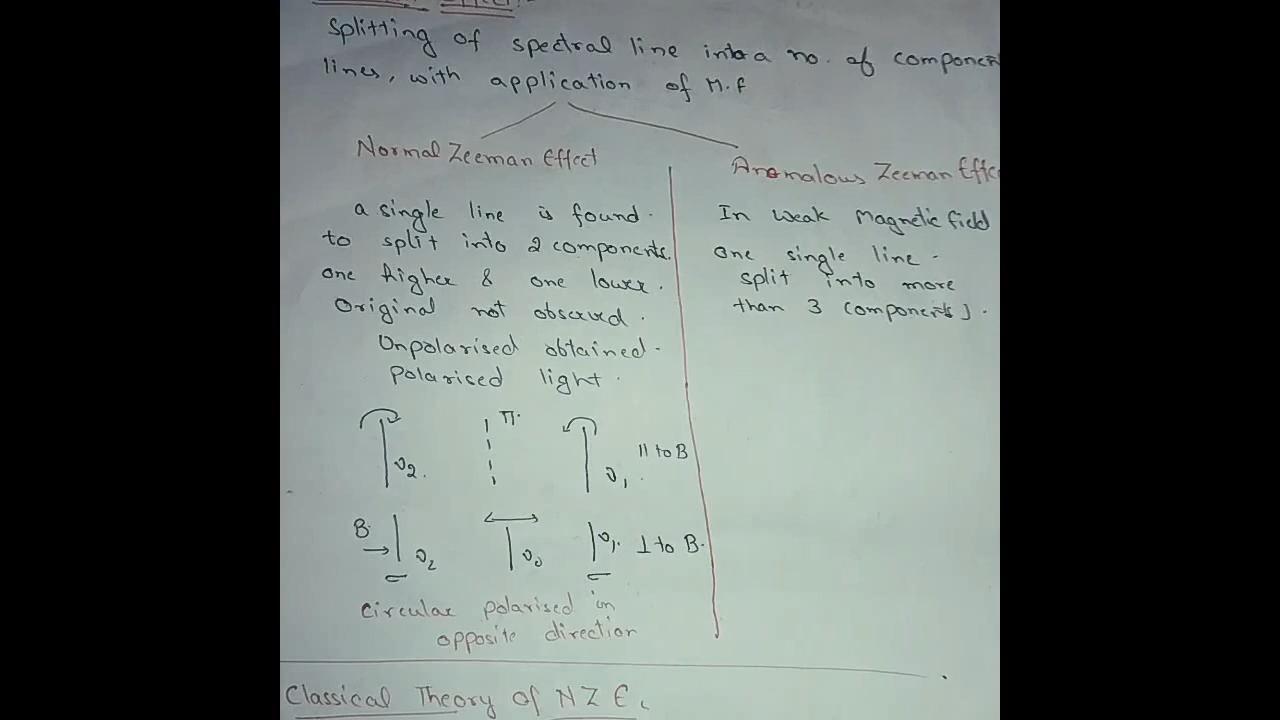 Splitting of spectral line into a no. of componen
lines, with application of M.F
Normal Zeeman Effect
a single line is found.
to split into 2 components.
one higher & one lower.
Original not observed.
Unpolarised obtained.
polarised light.
π.
ν2.
ν1.
|| to B
B.
ν2
ν0
ν1.
⊥ to B.
circular polarised in
opposite direction
Anomalous Zeeman Effec
In weak Magnetic field
one single line.
split into more
than 3 components.
Classical Theory of NZE.